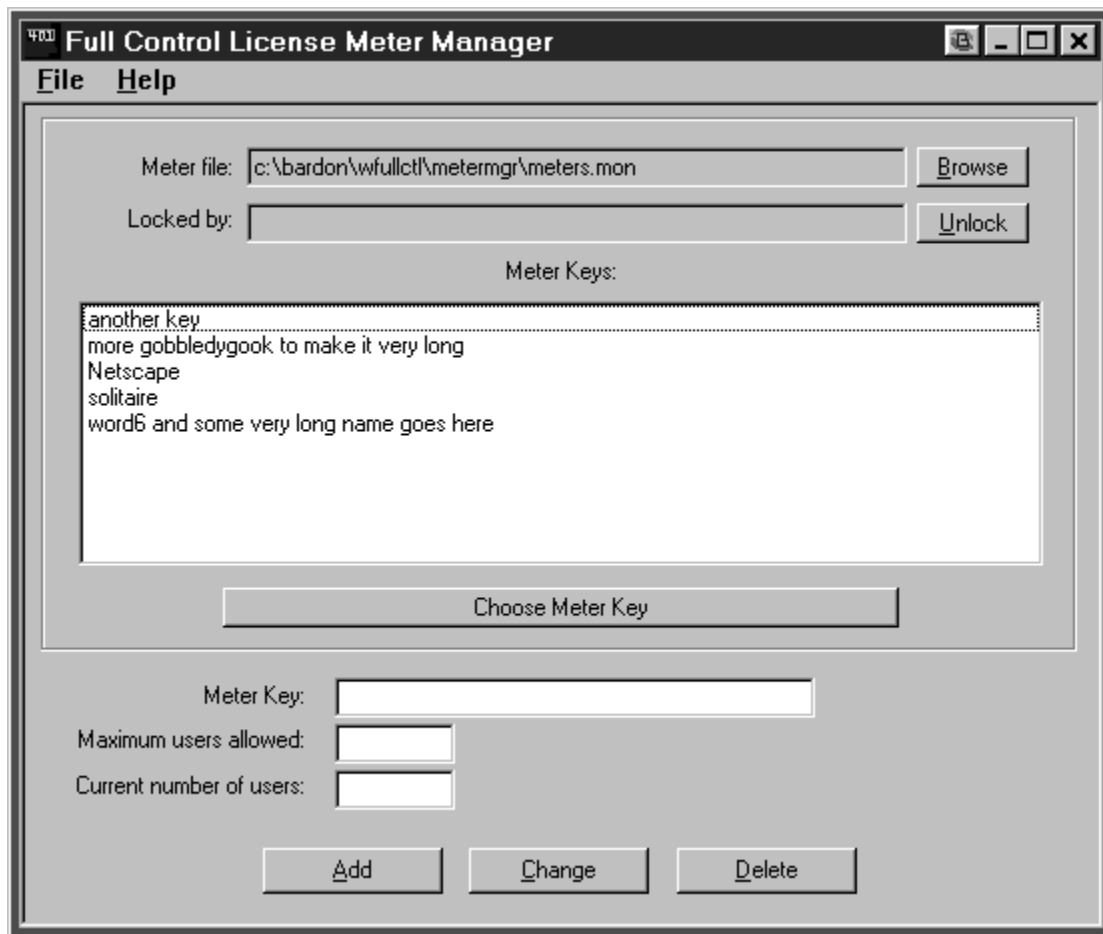 Full Control License Meter Manager
File Help
Meter file: c:\bardon\wfullctl\metermgr\meters.mon Browse
Locked by: Unlock
Meter Keys:
another key
more gobbledygook to make it very long
Netscape
solitaire
word6 and some very long name goes here
Choose Meter Key
Meter Key:
Maximum users allowed:
Current number of users:
Add Change Delete